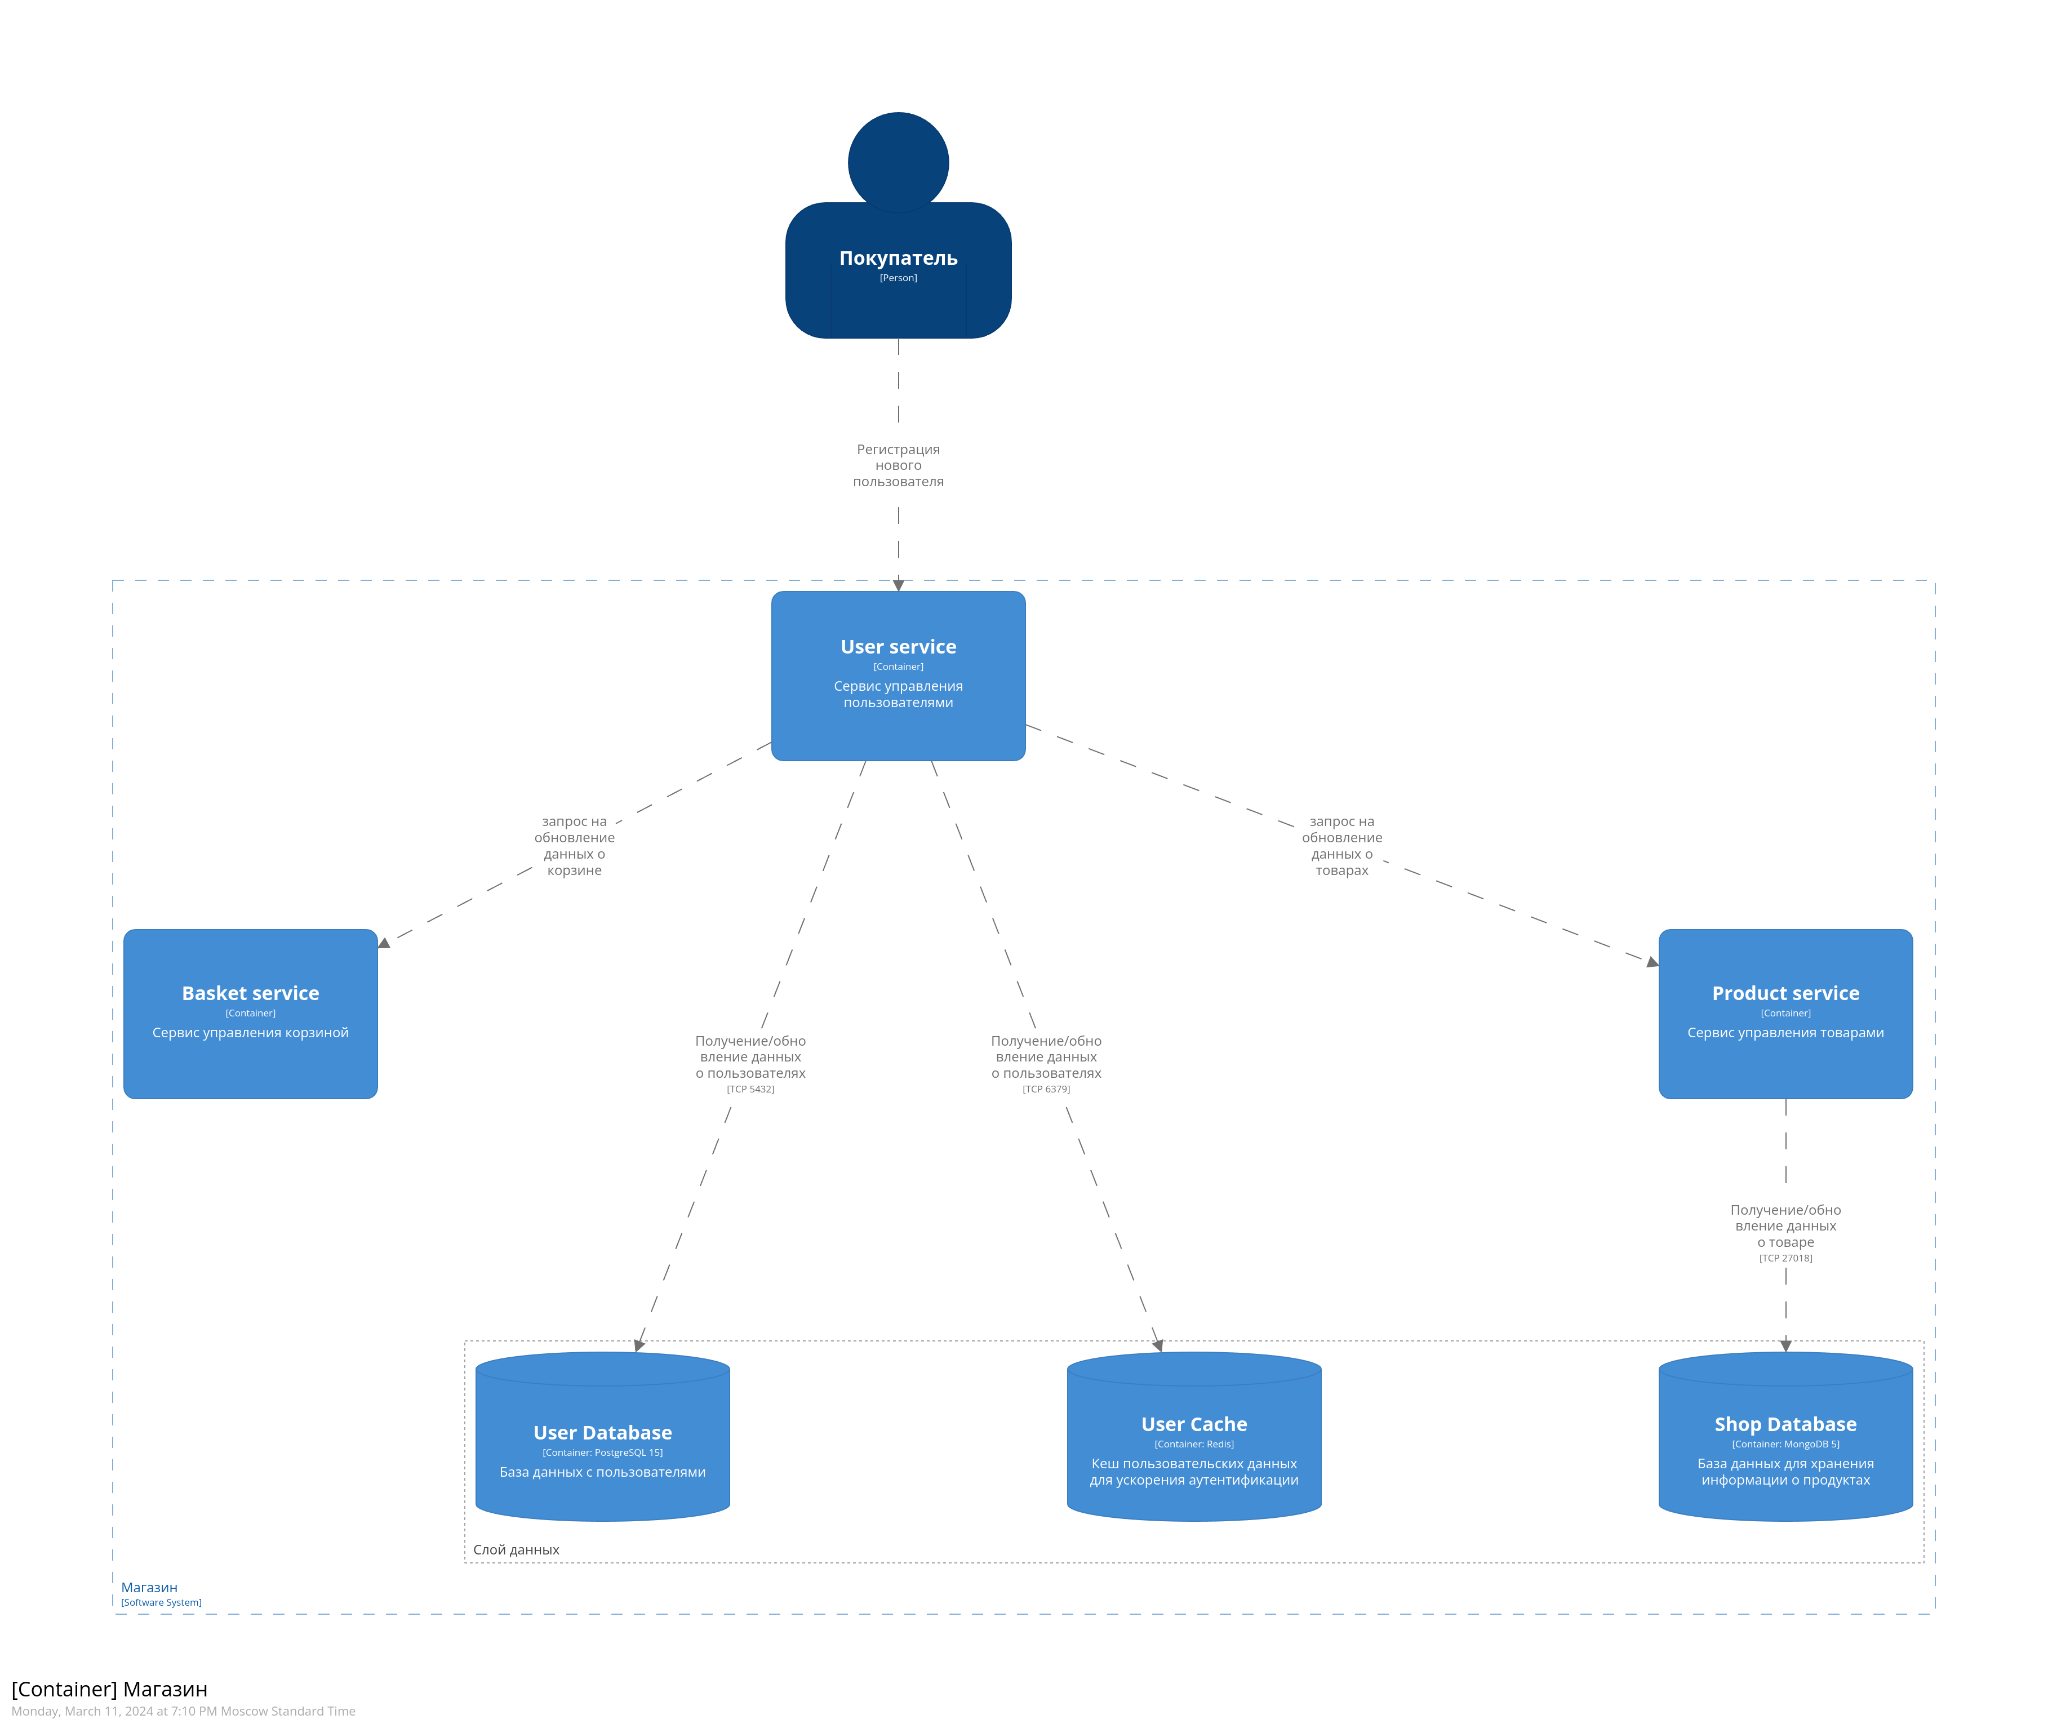 Покупатель
[Person]
Регистрация
нового
пользователя
User service
[Container]
Сервис управления
пользователями
запрос на
обновление
данных о
корзине
запрос на
обновление
данных о
товарах
Basket service
[Container]
Сервис управления корзиной
Получение/обно
вление данных
о пользователях
[TCP 5432]
Получение/обно
вление данных
о пользователях
[TCP 6379]
Product service
[Container]
Сервис управления товарами
Получение/обно
вление данных
о товаре
[TCP 27018]
User Database
[Container: PostgreSQL 15]
База данных с пользователями
User Cache
[Container: Redis]
Кеш пользовательских данных
для ускорения аутентификации
Shop Database
[Container: MongoDB 5]
База данных для хранения
информации о продуктах
Слой данных
Магазин
[Software System]
[Container] Магазин
Monday, March 11, 2024 at 7:10 PM Moscow Standard Time